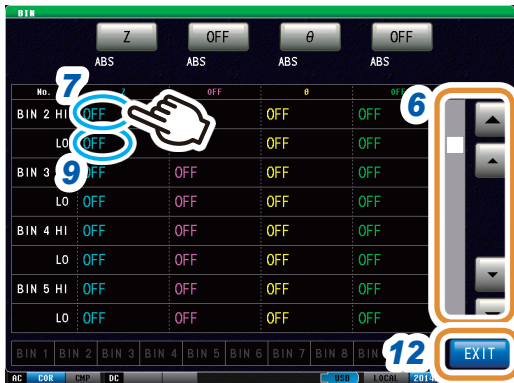 BIN
Z OFF θ OFF
ABS ABS ABS ABS
No. 7 Z OFF θ OFF 6
BIN 2 HI OFF OFF OFF
LO OFF OFF OFF
9
BIN 3 OFF OFF OFF OFF
LO OFF OFF OFF OFF
BIN 4 HI OFF OFF OFF OFF
LO OFF OFF OFF OFF
BIN 5 HI OFF OFF OFF OFF
LO OFF OFF OFF OFF
BIN 1 BIN 2 BIN 3 BIN 4 BIN 5 BIN 6 BIN 7 BIN 8 BIN 12 EXIT
AC COR CMP DC USB LOCAL 2014